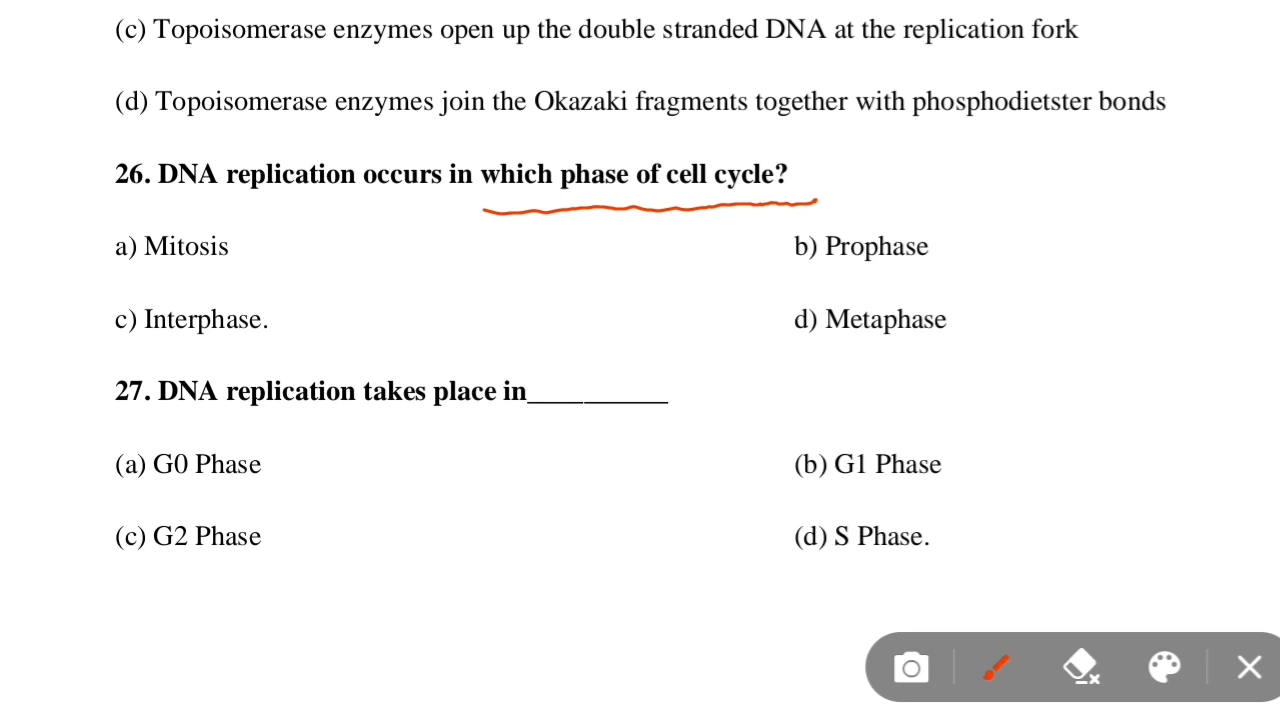 (c) Topoisomerase enzymes open up the double stranded DNA at the replication fork
(d) Topoisomerase enzymes join the Okazaki fragments together with phosphodietster bonds
26. DNA replication occurs in which phase of cell cycle?
a) Mitosis b) Prophase
c) Interphase. d) Metaphase
27. DNA replication takes place in__________
(a) G0 Phase (b) G1 Phase
(c) G2 Phase (d) S Phase.